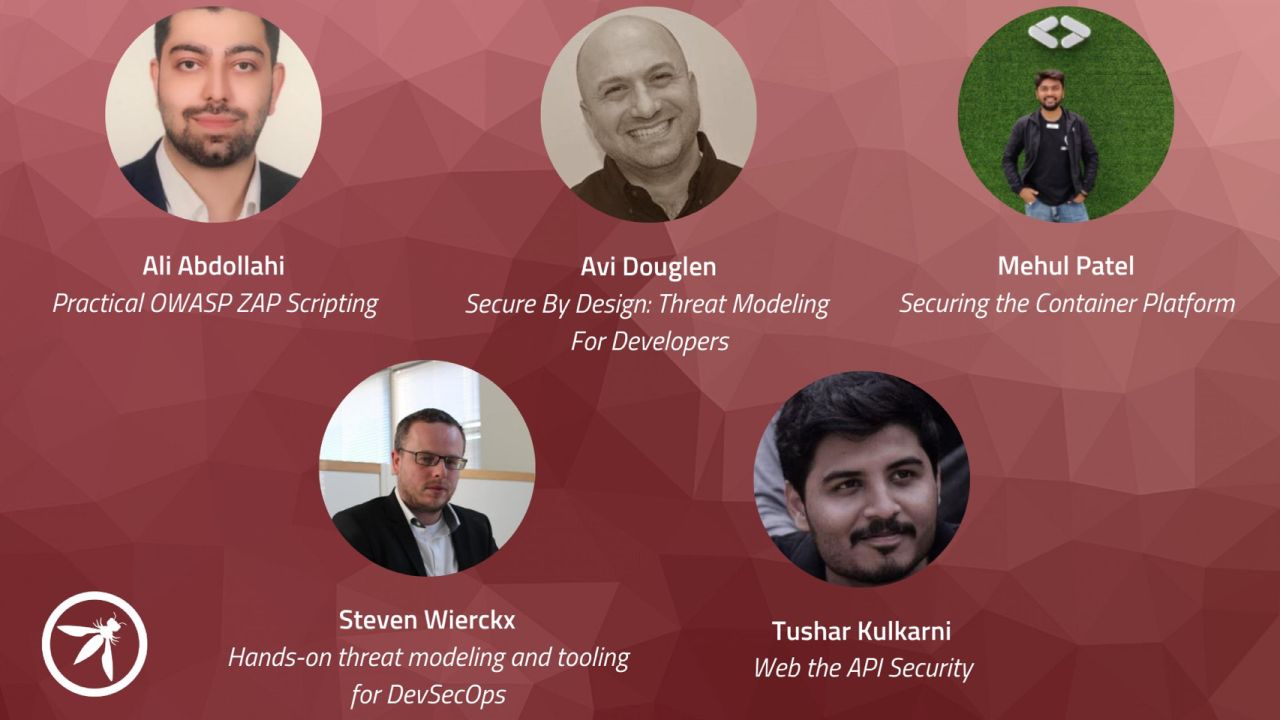 Ali Abdollahi
Practical OWASP ZAP Scripting
Avi Douglen
Secure By Design: Threat Modeling
For Developers
Mehul Patel
Securing the Container Platform
Steven Wierckx
Hands-on threat modeling and tooling
for DevSecOps
Tushar Kulkarni
Web the API Security